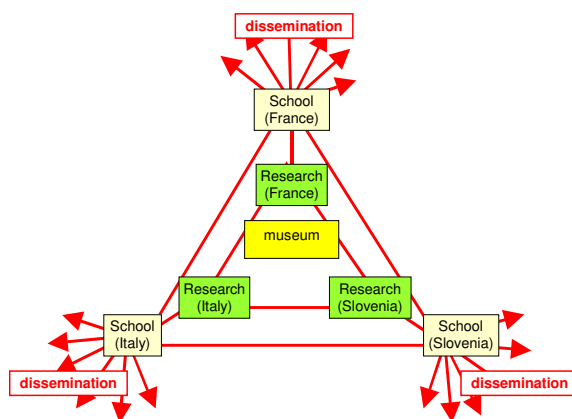 dissemination
School
(France)
Research
(France)
museum
Research
(Italy)
Research
(Slovenia)
School
(Italy)
School
(Slovenia)
dissemination
dissemination